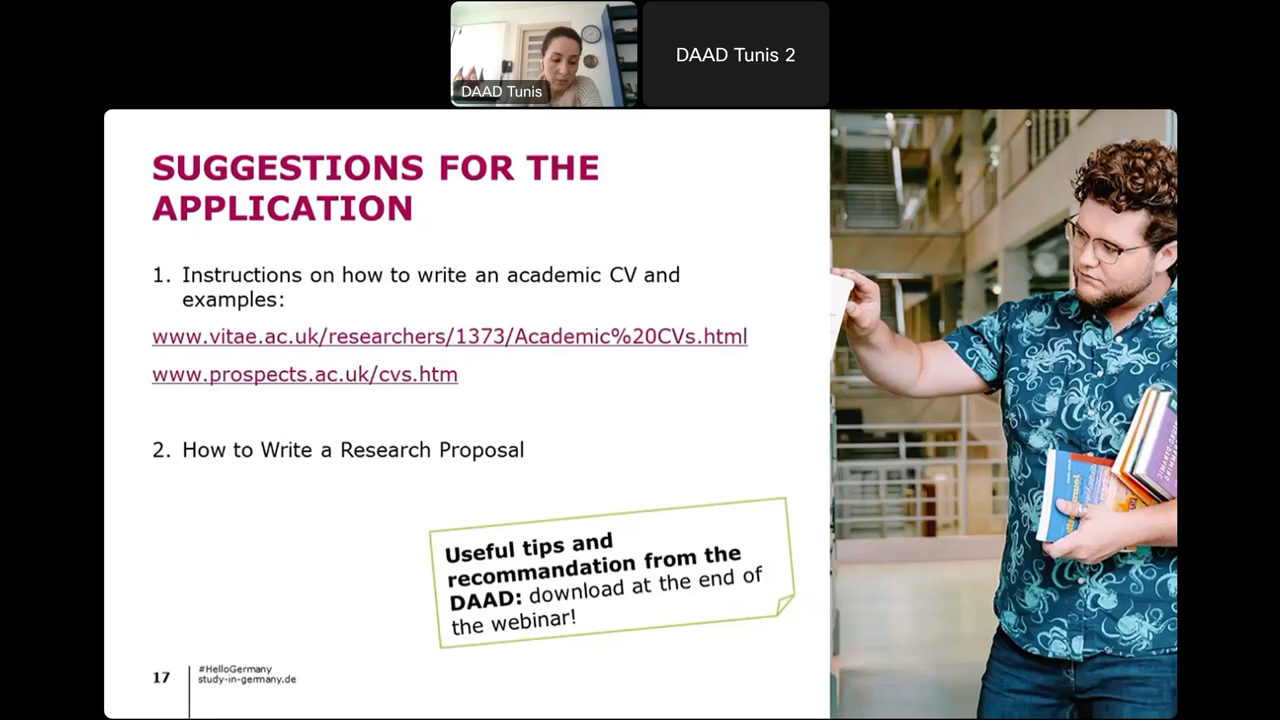 DAAD Tunis
DAAD Tunis 2
SUGGESTIONS FOR THE
APPLICATION
1. Instructions on how to write an academic CV and
examples:
www.vitae.ac.uk/researchers/1373/Academic%20CVs.html
www.prospects.ac.uk/cvs.htm
2. How to Write a Research Proposal
Useful tips and
recommandation from the
DAAD: download at the end of
the webinar!
17
#HelloGermany
study-in-germany.de